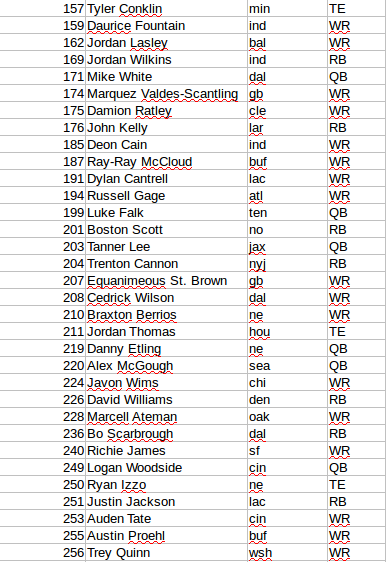 157 Tyler Conklin min TE
159 Daurice Fountain ind WR
162 Jordan Lasley bal WR
169 Jordan Wilkins ind RB
171 Mike White dal QB
174 Marquez Valdes-Scantling gb WR
175 Damion Ratley cle WR
176 John Kelly lar RB
185 Deon Cain ind WR
187 Ray-Ray McCloud buf WR
191 Dylan Cantrell lac WR
194 Russell Gage atl WR
199 Luke Falk ten QB
201 Boston Scott no RB
203 Tanner Lee jax QB
204 Trenton Cannon nyj RB
207 Equanimeous St. Brown gb WR
208 Cedrick Wilson dal WR
210 Braxton Berrios ne WR
211 Jordan Thomas hou TE
219 Danny Etling ne QB
220 Alex McGough sea QB
224 Javon Wims chi WR
226 David Williams den RB
228 Marcell Ateman oak WR
236 Bo Scarbrough dal RB
240 Richie James sf WR
249 Logan Woodside cin QB
250 Ryan Izzo ne TE
251 Justin Jackson lac RB
253 Auden Tate cin WR
255 Austin Proehl buf WR
256 Trey Quinn wsh WR